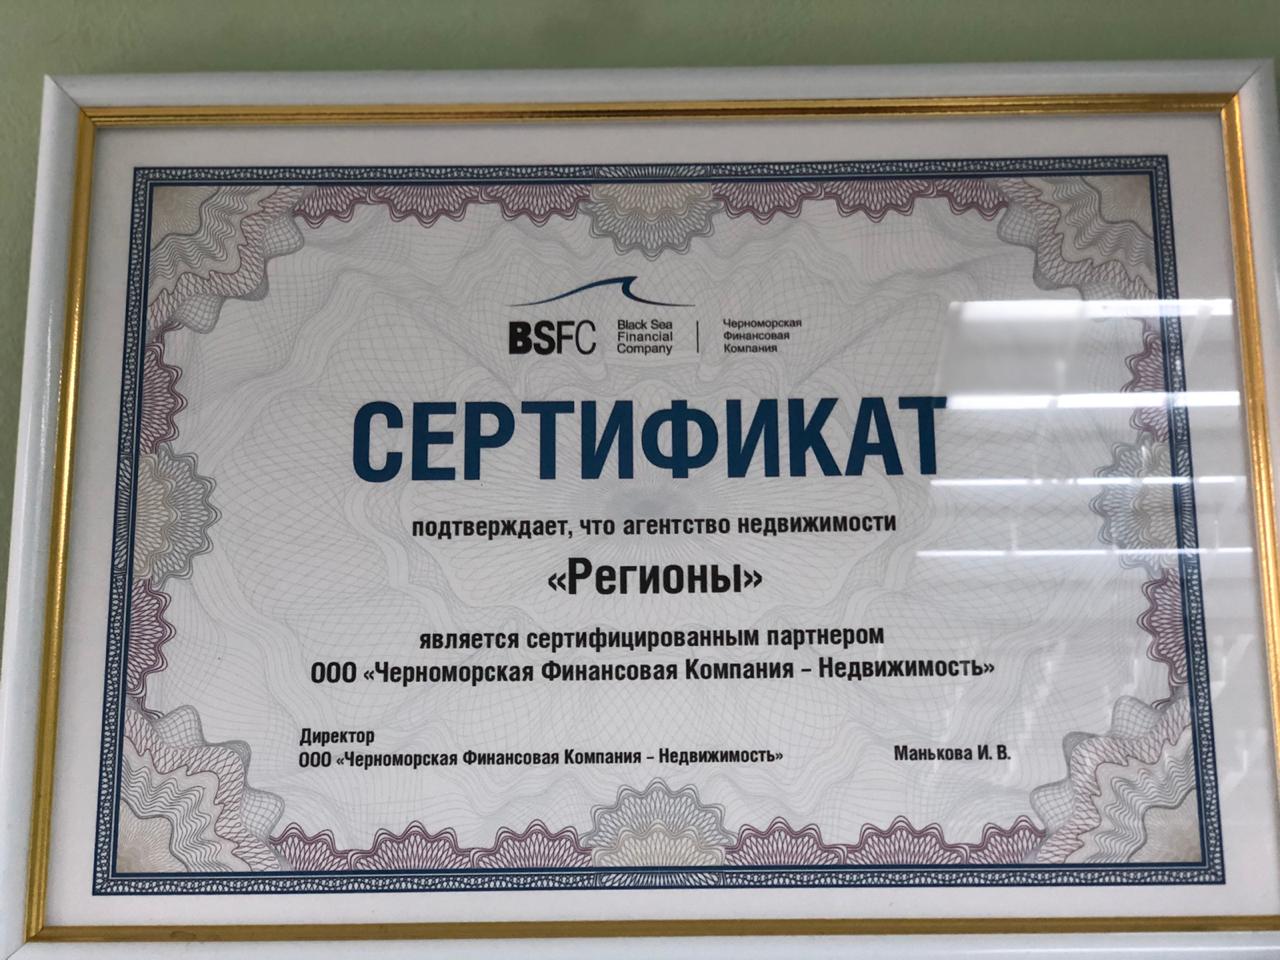 BSFC
Black Sea
Financial
Company
Черноморская
Финансовая
Компания
СЕРТИФИКАТ
подтверждает, что агентство недвижимости
«Регионы»
является сертифицированным партнером
ООО «Черноморская Финансовая Компания – Недвижимость»
Директор
ООО «Черноморская Финансовая Компания – Недвижимость»
Манькова И. В.